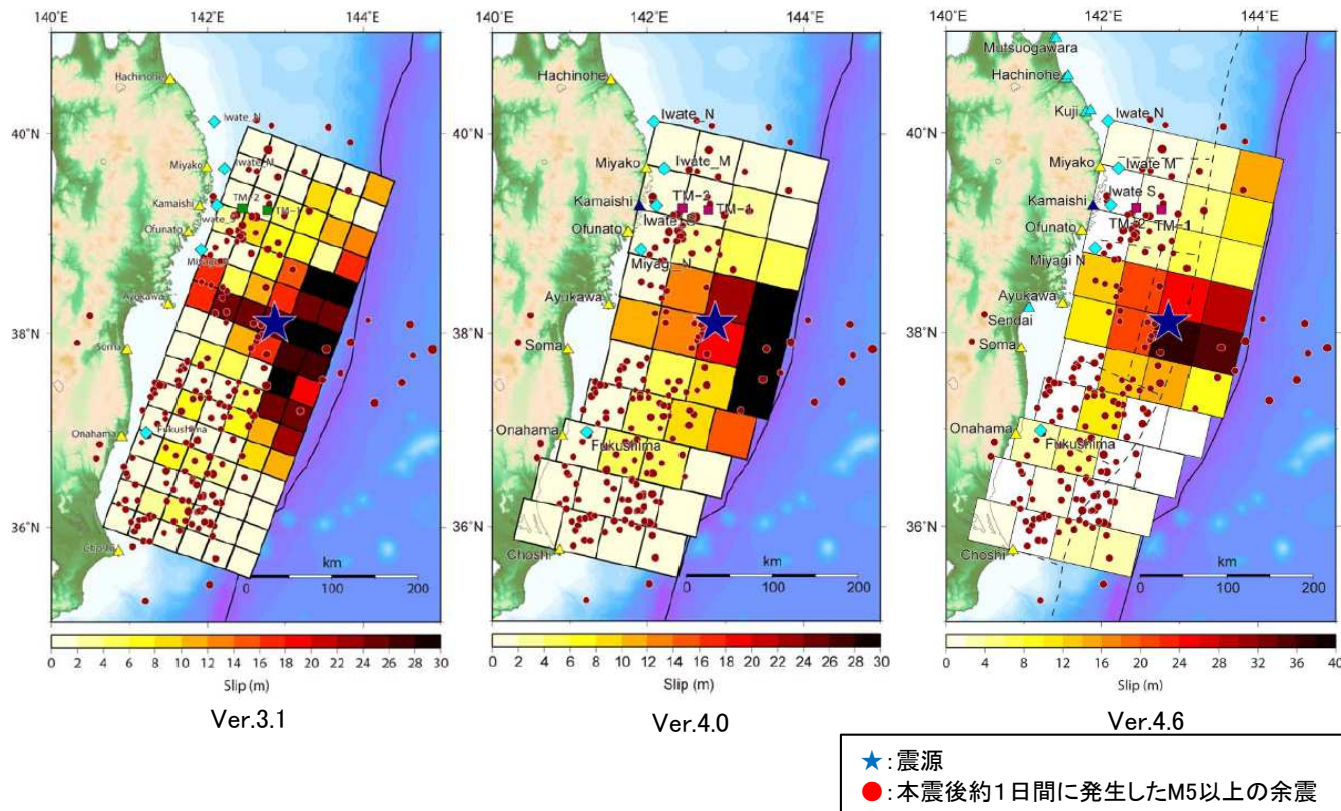 140˚E 142˚E 144˚E
40˚N
38˚N
36˚N
Hachinohe
Iwate_N
Miyako
Iwate_M
Kamaishi
TM-2
TM-1
Ofunato
Ayukawa
Soma
Onahama
Fukushima
Choshi
km
0 100 200
0 2 4 6 8 10 12 14 16 18 20 22 24 26 28 30
Slip (m)
Ver.3.1
140˚E 142˚E 144˚E
40˚N
38˚N
36˚N
Hachinohe
Iwate_N
Miyako
Iwate_M
Kamaishi
TM-2
TM-1
Iwate_S
Ofunato
Miyagi_N
Ayukawa
Soma
Onahama
Fukushima
Choshi
km
0 100 200
0 2 4 6 8 10 12 14 16 18 20 22 24 26 28 30
Slip (m)
Ver.4.0
140˚E 142˚E 144˚E
40˚N
38˚N
36˚N
Mutsuogawara
Hachinohe
Kuji
Iwate N
Miyako
Iwate M
Iwate S
Kamaishi
TM-2
TM-1
Ofunato
Miyagi N
Ayukawa
Sendai
Soma
Onahama
Fukushima
Choshi
km
0 100 200
0 4 8 12 16 20 24 28 32 36 40
Slip (m)
Ver.4.6
★:震源
●:本震後約1日間に発生したM5以上の余震